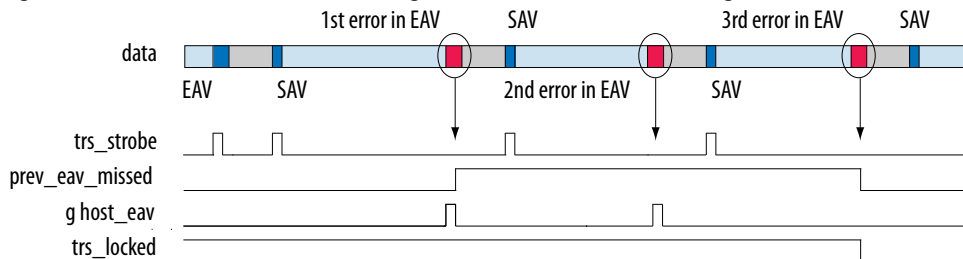 1st error in EAV SAV 3rd error in EAV SAV
data
EAV SAV 2nd error in EAV SAV
trs_strobe
prev_eav_missed
g host_eav
trs_locked